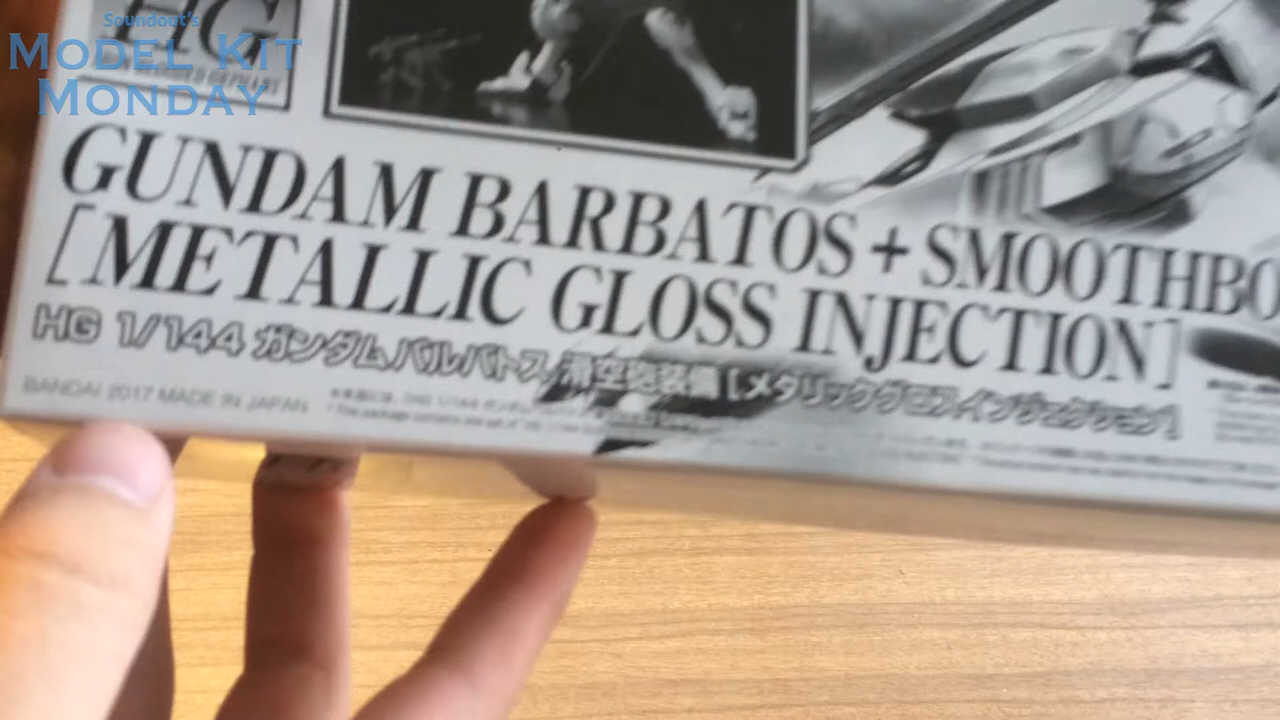 Soundout's
MODEL KIT
MONDAY
HG
GUNDAM BARBATOS + SMOOTHBO
[METALLIC GLOSS INJECTION]
HG 1/144 ガンダムバルバトス 滑空砲装備 [メタリックグロスインジェクション]
BANDAI 2017 MADE IN JAPAN